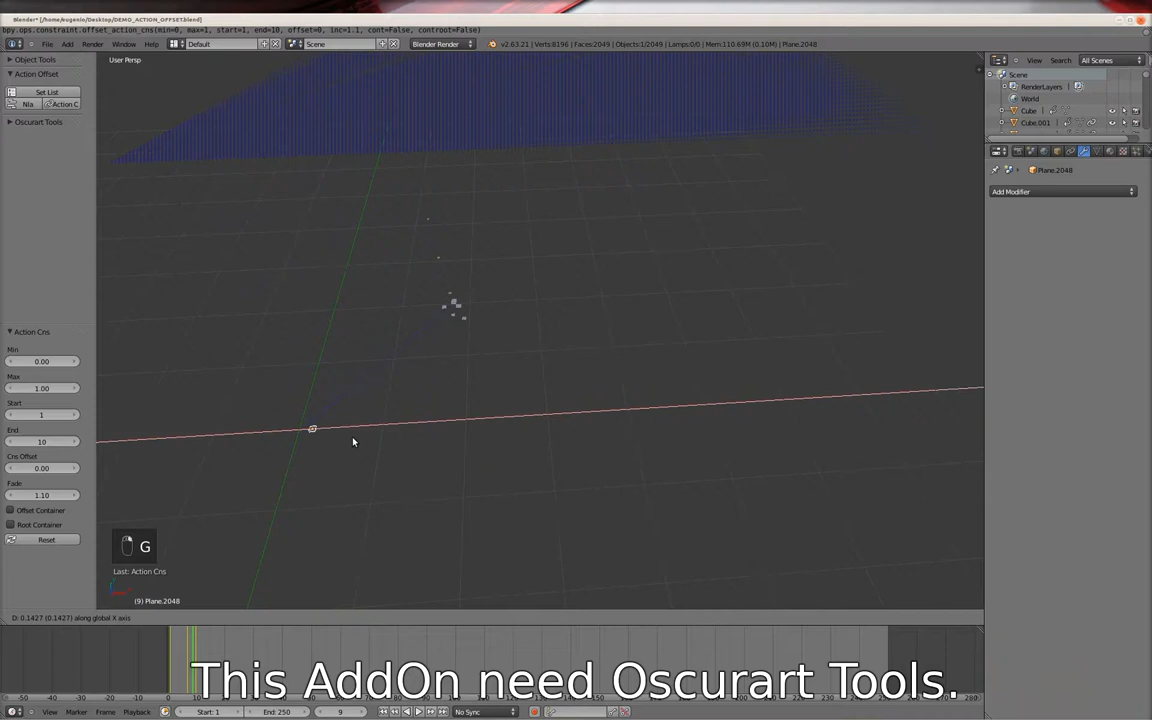 Blender* [/home/eugenio/Desktop/DEMO_ACTION_OFFSET.blend]
bpy.ops.constraint.offset_action_cns(min=0, max=1, start=1, end=10, offset=0, inc=1.1, cont=False, controot=False)
File Add Render Window Help Default Scene Blender Render v2.63.21 | Verts:8196 | Faces:2049 | Objects:1/2049 | Lamps:0/0 | Mem:110.69M (0.10M) | Plane.2048
Object Tools
Action Offset
Set List
Nla Action C
Oscurart Tools
User Persp
View Search All Scenes
Scene
RenderLayers
World
Cube
Cube.001
Plane.2048
Add Modifier
Action Cns
Min
0.00
Max
1.00
Start
1
End
10
Cns Offset
0.00
Fade
1.10
Offset Container
Root Container
Reset
G
Last: Action Cns
(9) Plane.2048
D: 0.1427 (0.1427) along global X axis
This AddOn need Oscurart Tools.
View Marker Frame Playback Start: 1 End: 250 9 No Sync